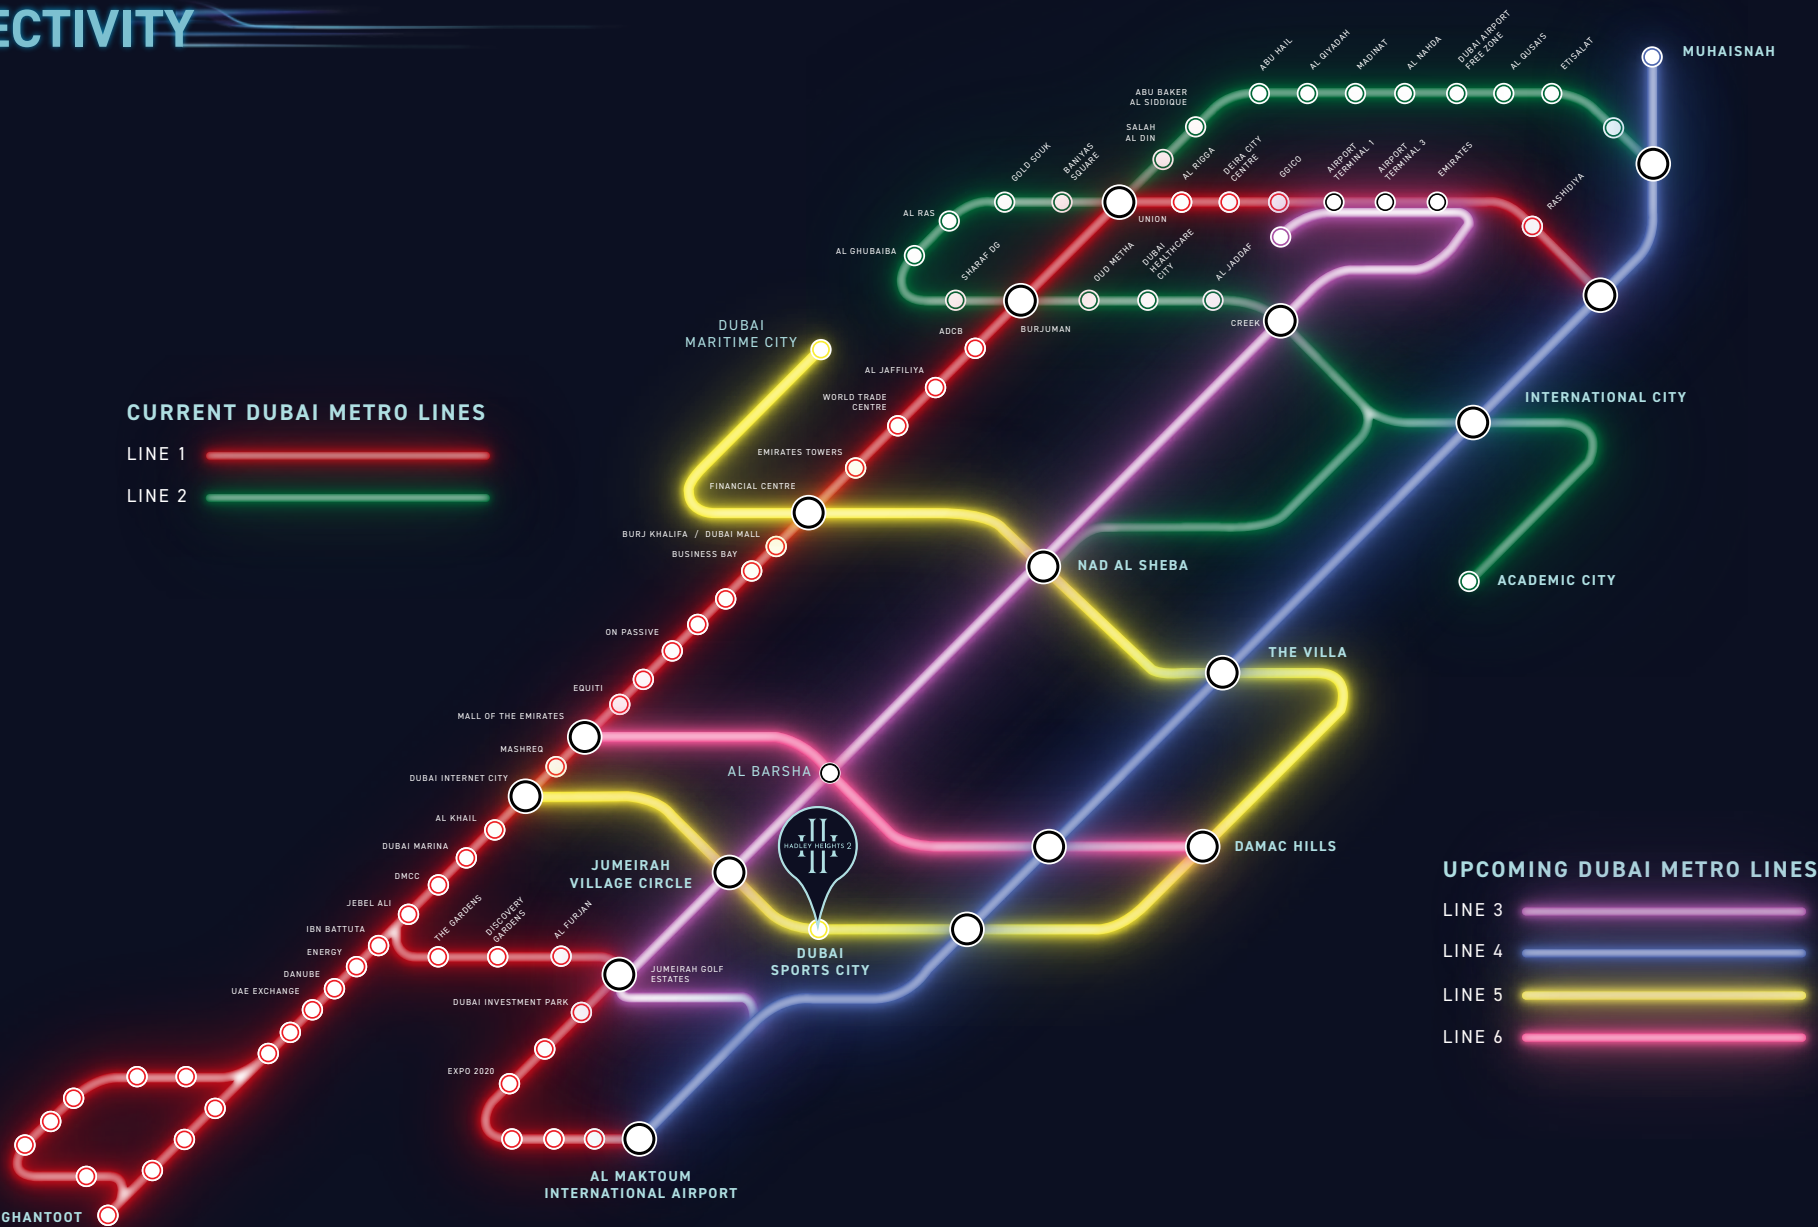 ECTIVITY
MUHAISNAH
ABU HAIL
AL QIYADAH
MADINAT
AL NAHDA
DUBAI AIRPORT
FREE ZONE
AL QUSAIS
ETISALAT
ABU BAKER
AL SIDDIQUE
SALAH
AL DIN
GOLD SOUK
BANIYAS
SQUARE
AL RIGGA
DEIRA CITY
CENTRE
GGICO
AIRPORT
TERMINAL 1
AIRPORT
TERMINAL 3
EMIRATES
RASHIDIYA
AL RAS
UNION
AL GHUBAIBA
SHARAF DG
OUD METHA
DUBAI
HEALTHCARE
CITY
AL JADDAF
CREEK
BURJUMAN
ADCB
DUBAI
MARITIME CITY
AL JAFFILIYA
WORLD TRADE
CENTRE
INTERNATIONAL CITY
CURRENT DUBAI METRO LINES
LINE 1
LINE 2
EMIRATES TOWERS
FINANCIAL CENTRE
BURJ KHALIFA / DUBAI MALL
BUSINESS BAY
NAD AL SHEBA
ACADEMIC CITY
ON PASSIVE
THE VILLA
EQUITI
MALL OF THE EMIRATES
MASHREQ
AL BARSHA
DUBAI INTERNET CITY
AL KHAIL
DUBAI MARINA
HADLEY HEIGHTS 2
DAMAC HILLS
JUMEIRAH
VILLAGE CIRCLE
DMCC
JEBEL ALI
THE GARDENS
DISCOVERY
GARDENS
AL FURJAN
IBN BATTUTA
ENERGY
DANUBE
UAE EXCHANGE
JUMEIRAH GOLF
ESTATES
DUBAI
SPORTS CITY
DUBAI INVESTMENT PARK
EXPO 2020
AL MAKTOUM
INTERNATIONAL AIRPORT
GHANTOOT
UPCOMING DUBAI METRO LINES
LINE 3
LINE 4
LINE 5
LINE 6